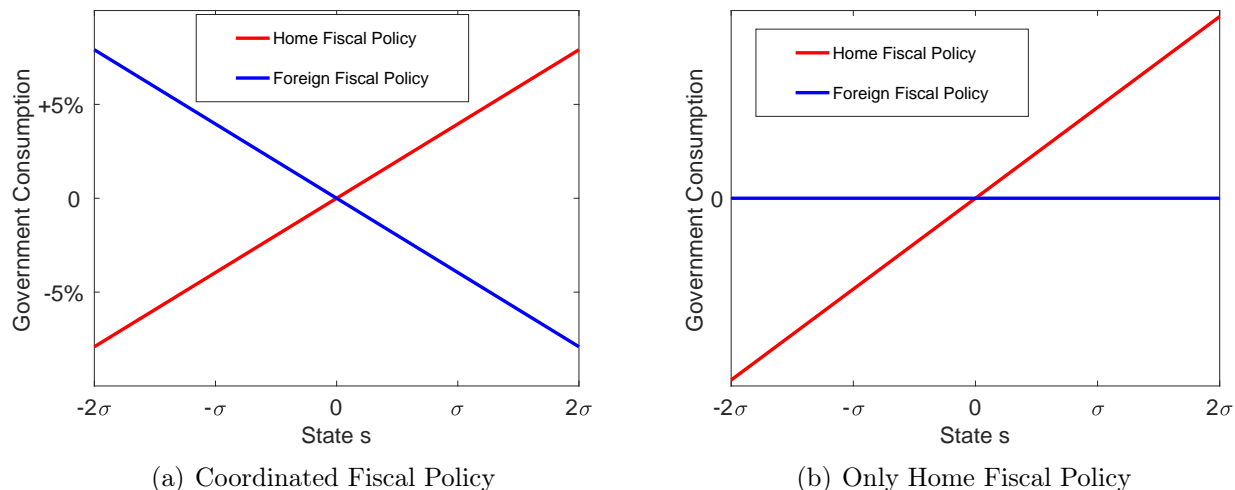 Home Fiscal Policy
Foreign Fiscal Policy
Government Consumption
+5%
0
-5%
-2σ
-σ
0
σ
2σ
State s
(a) Coordinated Fiscal Policy
Home Fiscal Policy
Foreign Fiscal Policy
Government Consumption
0
-2σ
-σ
0
σ
2σ
State s
(b) Only Home Fiscal Policy